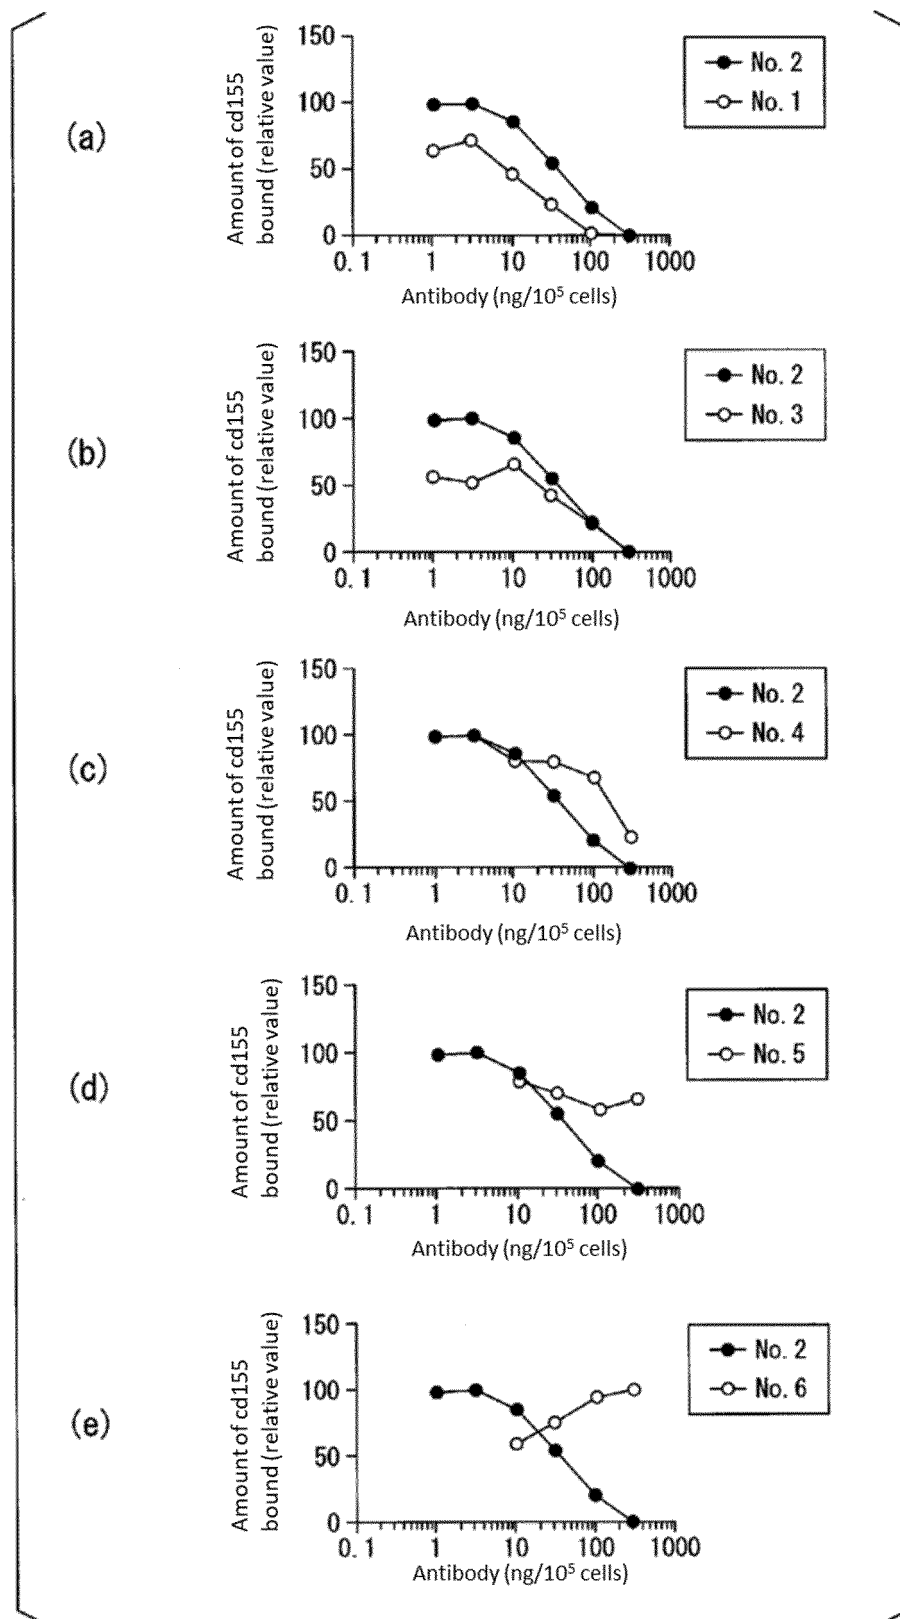 (a)
Amount of cd155
bound (relative value)
150
100
50
0
0.1 1 10 100 1000
Antibody (ng/10⁵ cells)
No. 2
No. 1
(b)
Amount of cd155
bound (relative value)
150
100
50
0
0.1 1 10 100 1000
Antibody (ng/10⁵ cells)
No. 2
No. 3
(c)
Amount of cd155
bound (relative value)
150
100
50
0
0.1 1 10 100 1000
Antibody (ng/10⁵ cells)
No. 2
No. 4
(d)
Amount of cd155
bound (relative value)
150
100
50
0
0.1 1 10 100 1000
Antibody (ng/10⁵ cells)
No. 2
No. 5
(e)
Amount of cd155
bound (relative value)
150
100
50
0
0.1 1 10 100 1000
Antibody (ng/10⁵ cells)
No. 2
No. 6